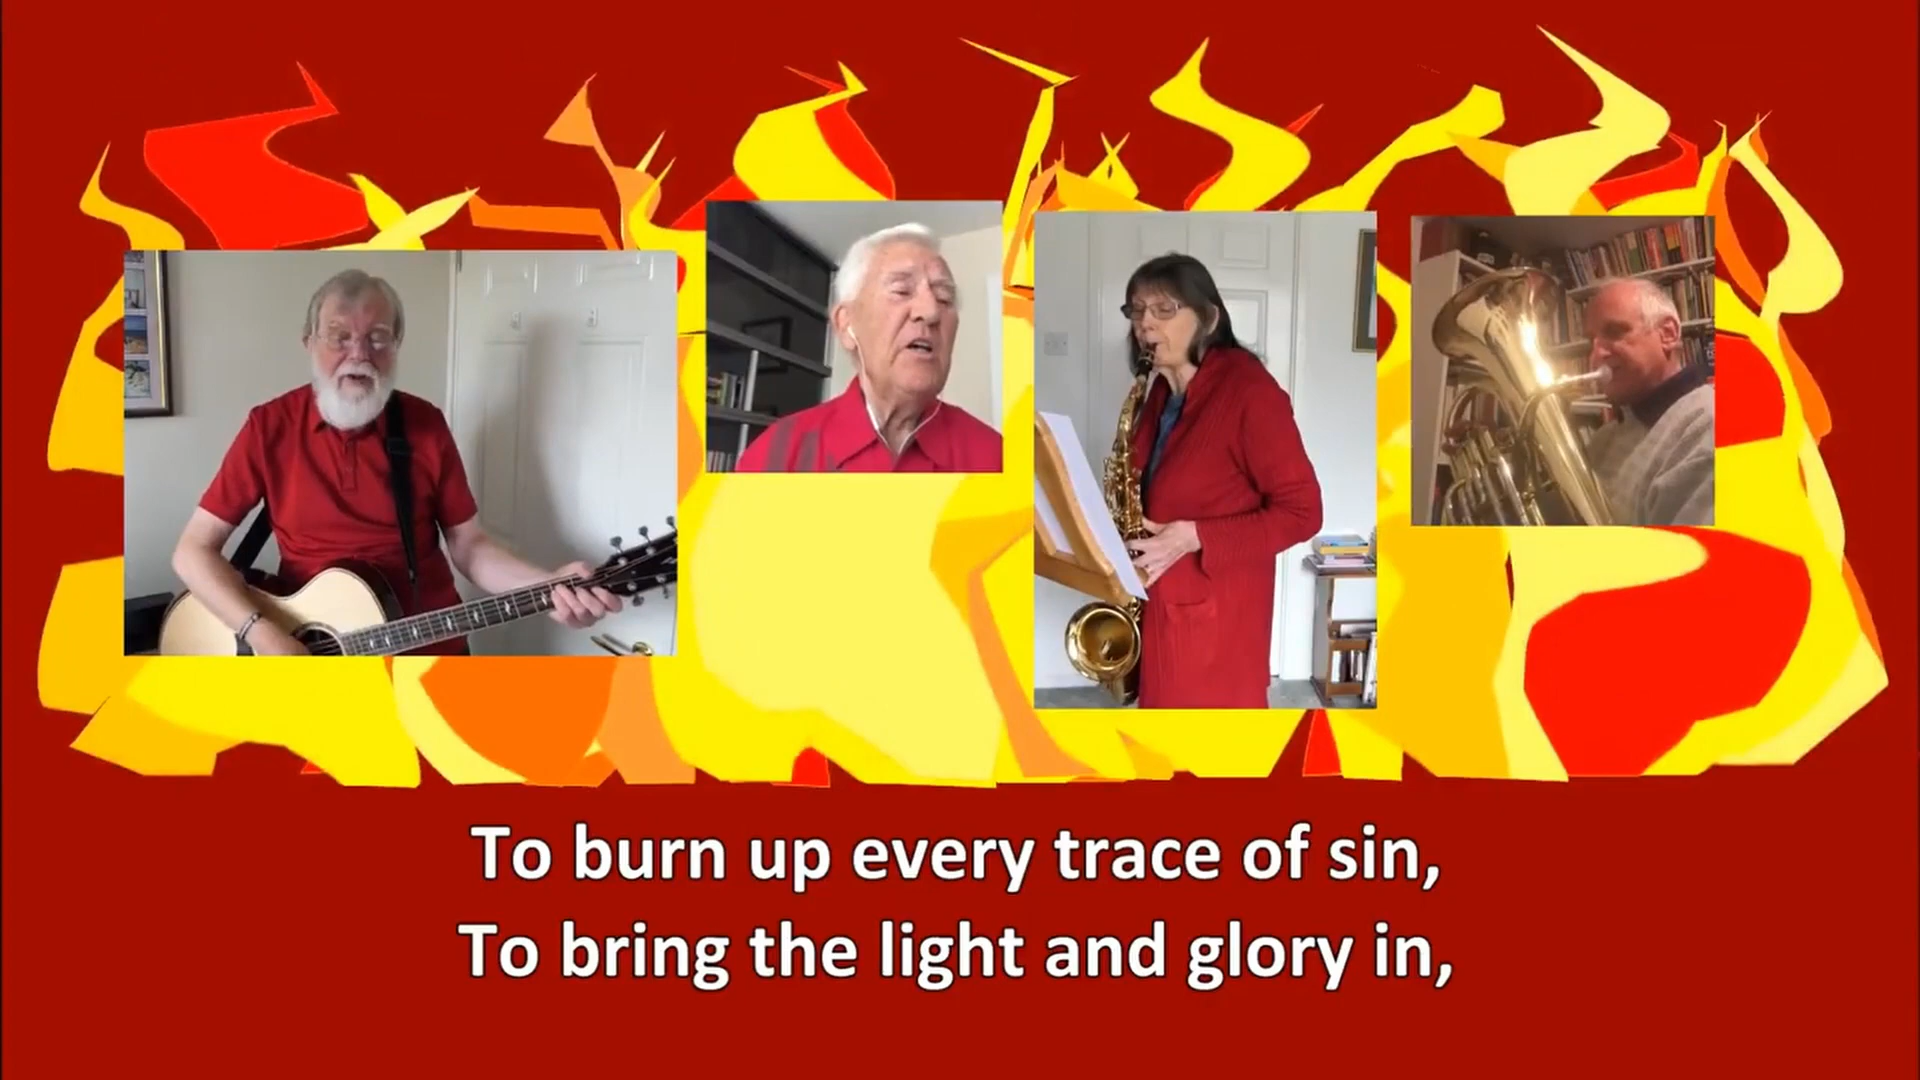 To burn up every trace of sin,
To bring the light and glory in,